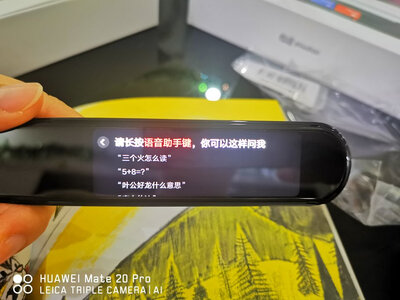 请长按语音助手键，你可以这样问我
“三个火怎么读”
“5+8=?”
“叶公好龙什么意思”
HUAWEI Mate 20 Pro
LEICA TRIPLE CAMERA | AI